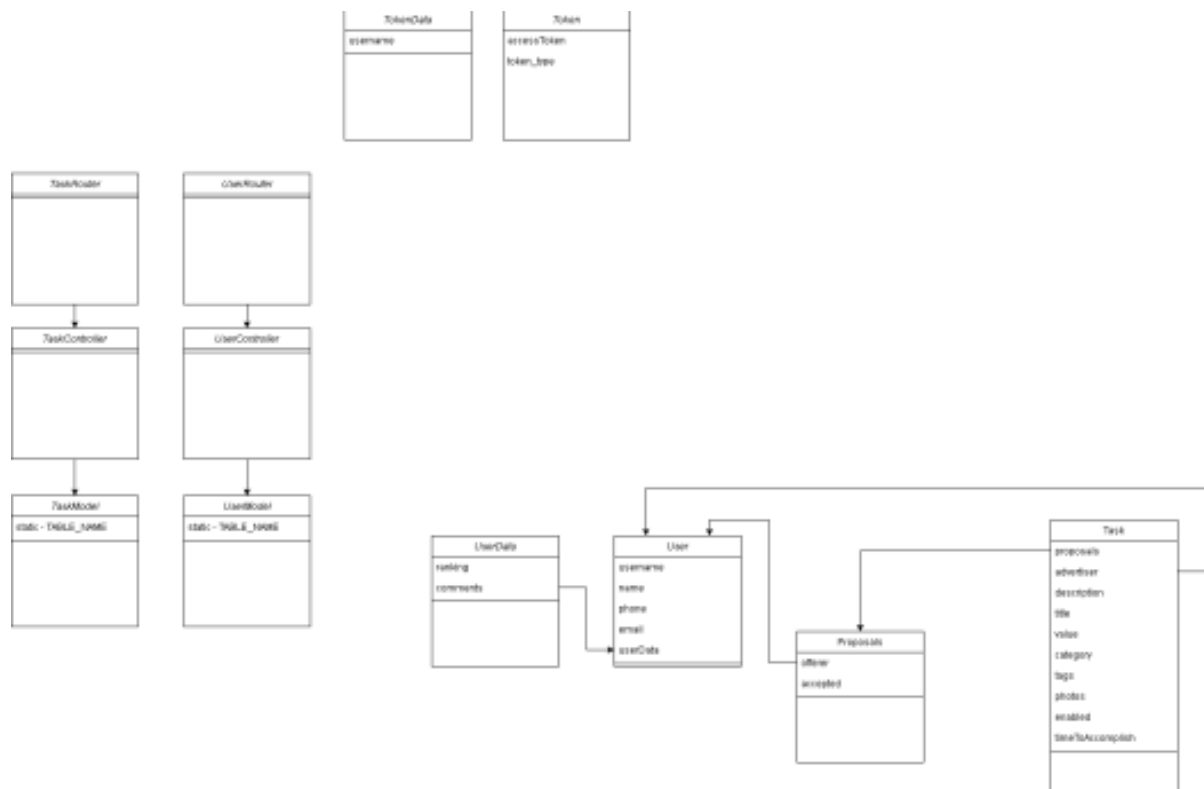 TokenData
username
Token
accessToken
token_type
TaskRouter
UserRouter
TaskController
UserController
TaskModel
static - TABLE_NAME
UserModel
static - TABLE_NAME
UserData
ranking
comments
User
username
name
phone
email
userData
Proposals
offerer
accepted
Task
proposals
advertiser
description
title
value
category
tags
photos
enabled
timeToAccomplish